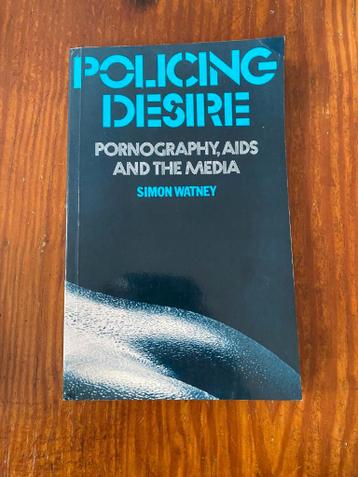 POLICING
DESIRE
PORNOGRAPHY, AIDS
AND THE MEDIA
SIMON WATNEY